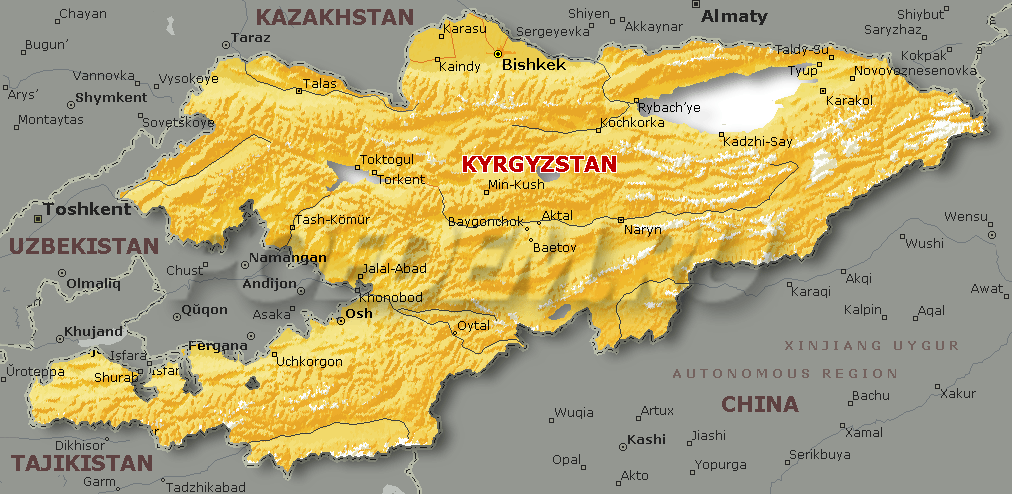 KAZAKHSTAN
Chayan
Karasu
Shiyen
Akkaynar
Almaty
Shiybut
Taraz
Sergeyevka
Saryzhaz
Bugun'
Kaindy
Bishkek
Taldy-Su
Kokpak
Vannovka
Vysokoye
Talas
Tyup
Novovoznesenovka
Arys'
Shymkent
Rybach'ye
Karakol
Montaytas
Sovetskoye
Kochkorka
Kadzhi-Say
Toktogul
KYRGYZSTAN
Torkent
Min-Kush
Toshkent
Tash-Kömür
Baygonchok
Aktal
Naryn
Wensu
UZBEKISTAN
Baetov
Wushi
Namangan
Chust
Jalal-Abad
Olmaliq
Andijon
Aqi
Karaqi
Awat
Khonobod
Qŭqon
Asaka
Osh
Kalpin
Aqal
Khujand
Oytal
Fergana
XINJIANG UYGUR
Isfara
Uchkorgon
Ūroteppa
Shurab
AUTONOMOUS REGION
Xakur
Bachu
CHINA
Wuqia
Artux
Xamal
Dikhisor
Kashi
Jiashi
TAJIKISTAN
Opal
Yopurga
Serikbuya
Garm
Tadzhikabad
Akto